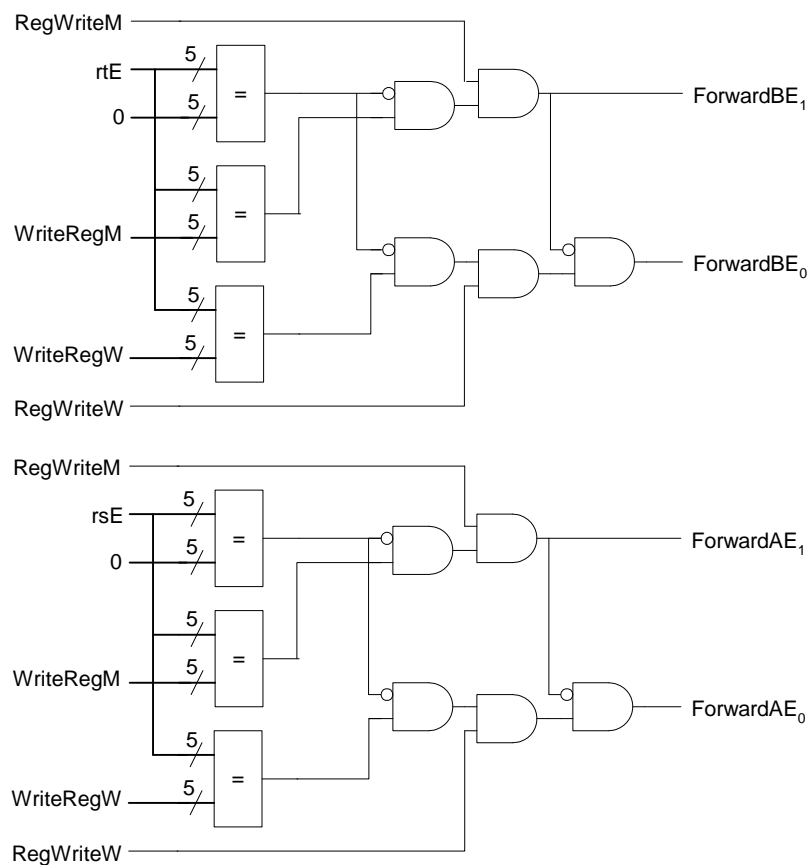 RegWriteM
5
rtE
=
ForwardBE1
5
0
5
=
5
WriteRegM
ForwardBE0
5
=
5
WriteRegW
RegWriteW
RegWriteM
5
rsE
=
ForwardAE1
5
0
5
=
5
WriteRegM
ForwardAE0
5
=
5
WriteRegW
RegWriteW